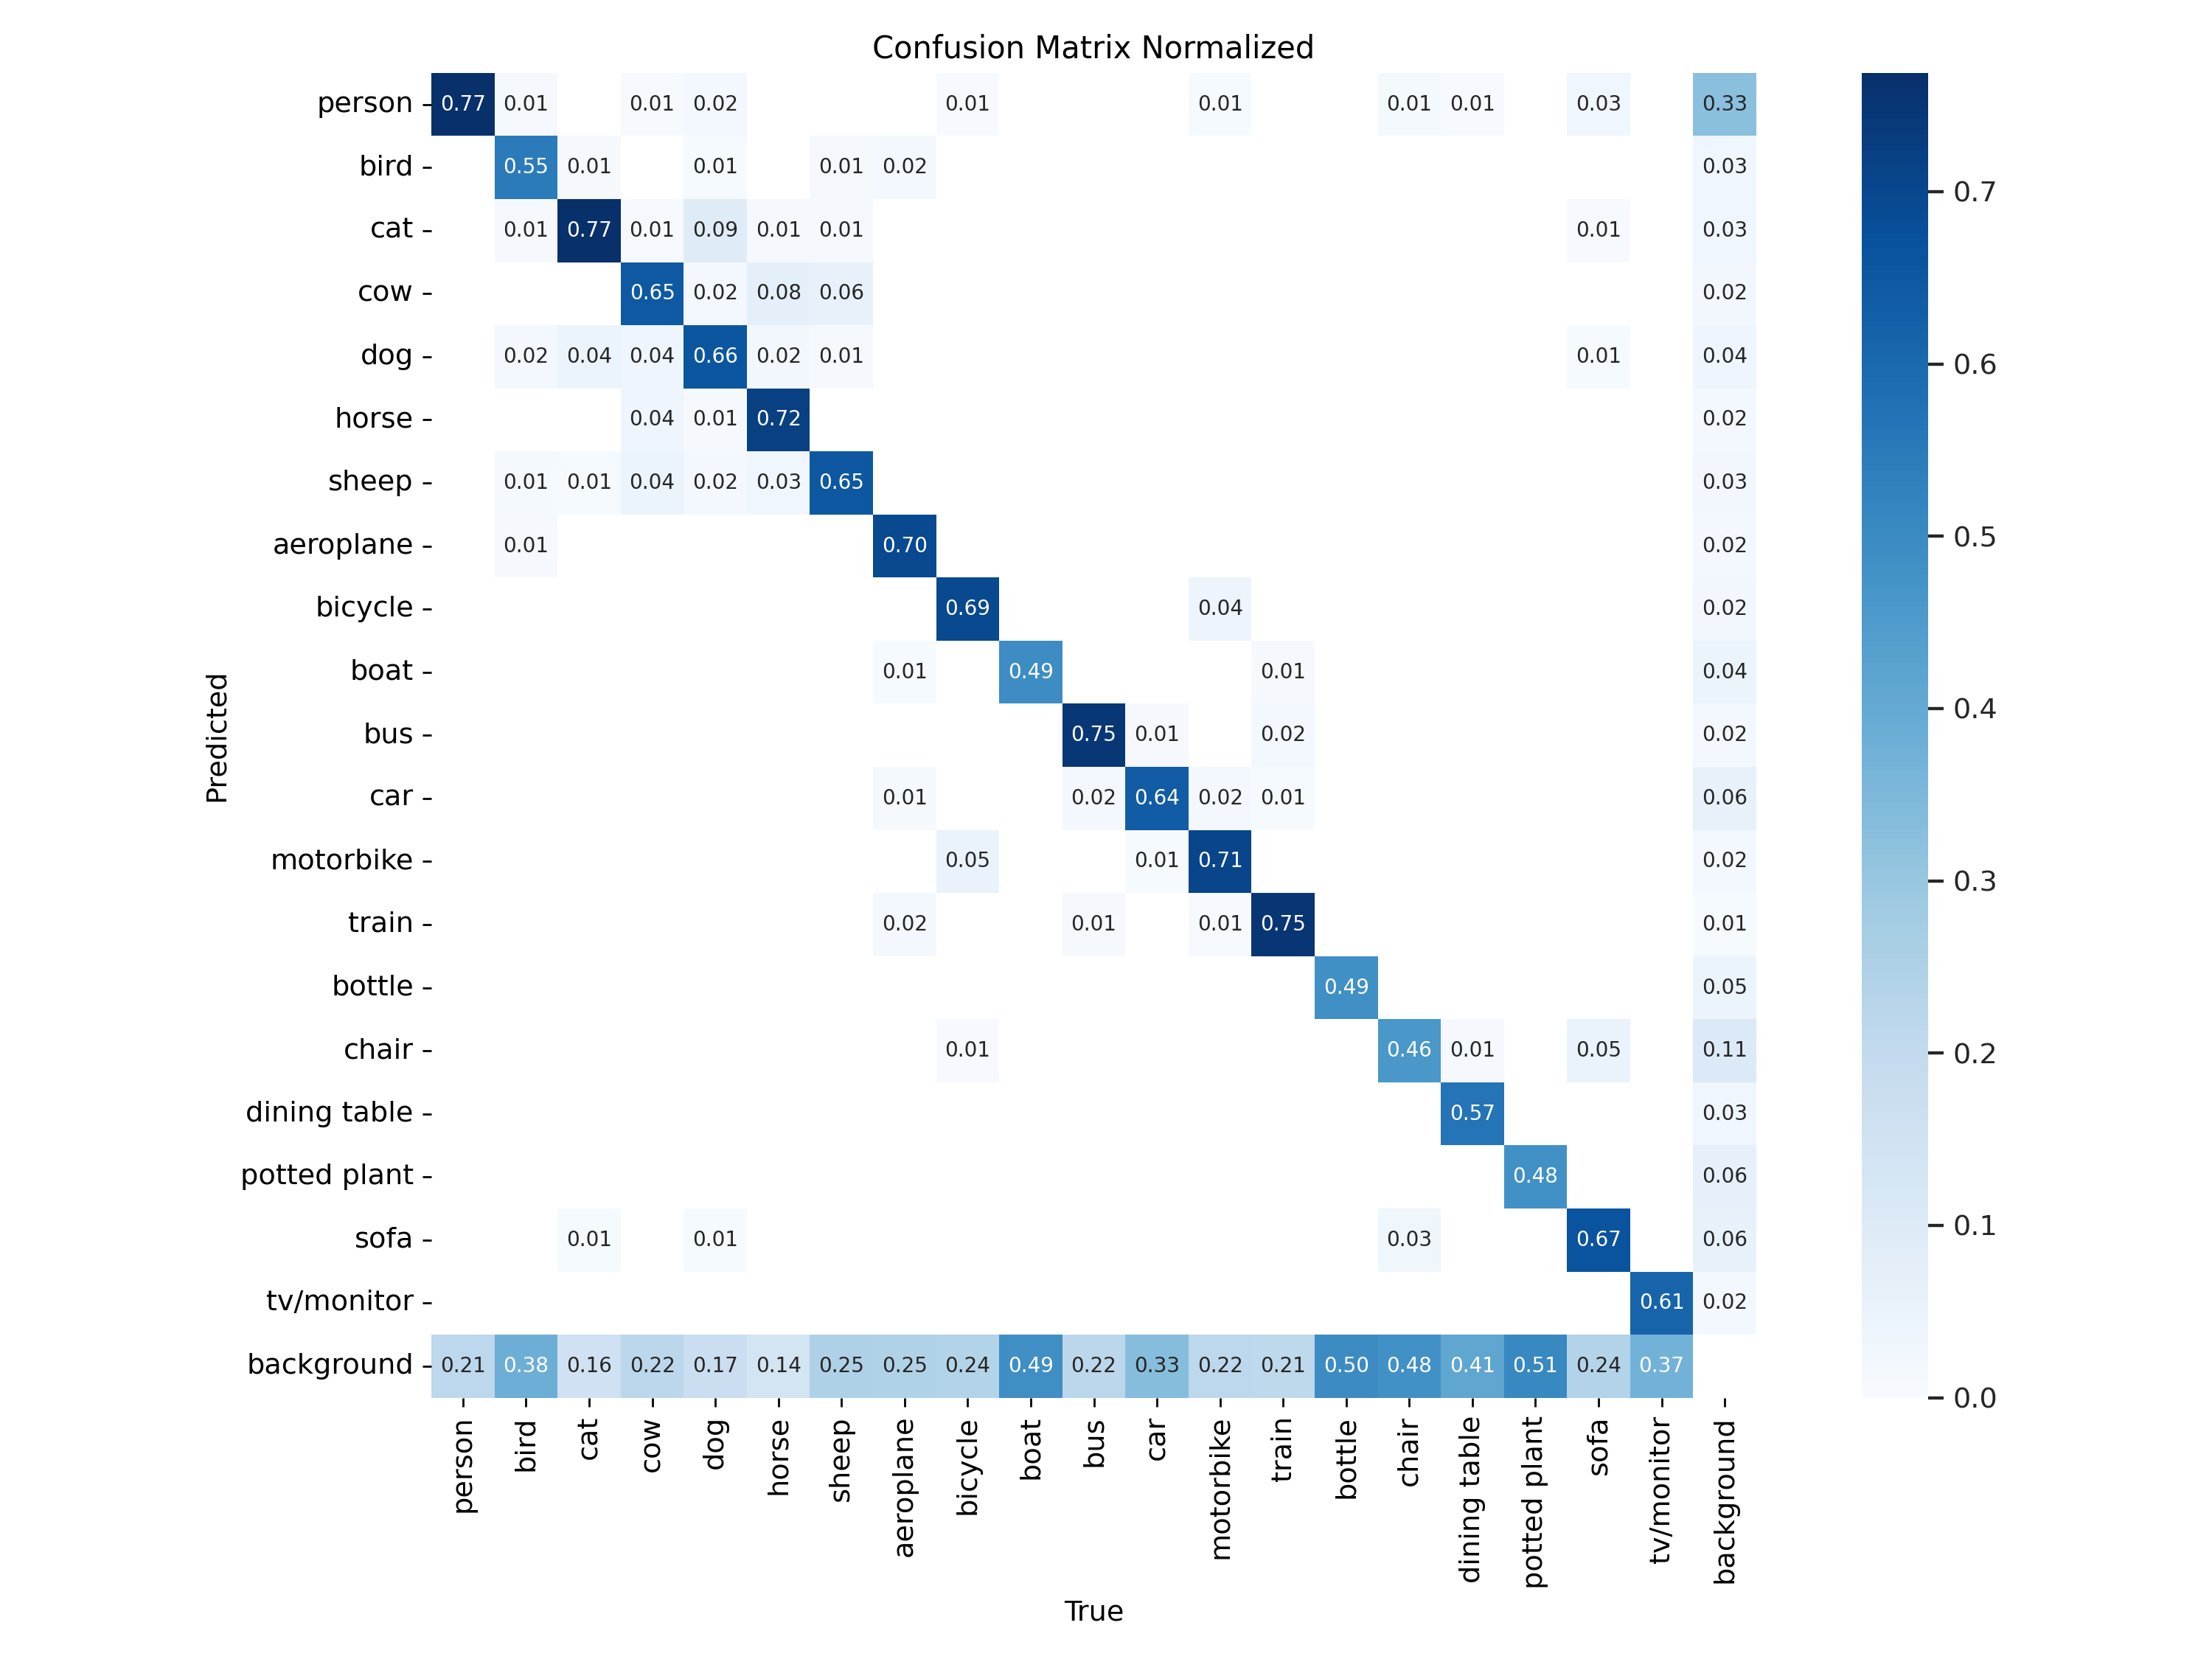 Confusion Matrix Normalized
person 0.77 0.01 0.01 0.02 0.01 0.01 0.01 0.01 0.03 0.33
bird 0.55 0.01 0.01 0.01 0.02 0.03
0.7
cat 0.01 0.77 0.01 0.09 0.01 0.01 0.01 0.03
cow 0.65 0.02 0.08 0.06 0.02
dog 0.02 0.04 0.04 0.66 0.02 0.01 0.01 0.04
0.6
horse 0.04 0.01 0.72 0.02
sheep 0.01 0.01 0.04 0.02 0.03 0.65 0.03
0.5
aeroplane 0.01 0.70 0.02
bicycle 0.69 0.04 0.02
boat 0.01 0.49 0.01 0.04
0.4
bus 0.75 0.01 0.02 0.02
Predicted
car 0.01 0.02 0.64 0.02 0.01 0.06
motorbike 0.05 0.01 0.71 0.02
0.3
train 0.02 0.01 0.01 0.75 0.01
bottle 0.49 0.05
chair 0.01 0.46 0.01 0.05 0.11
0.2
dining table 0.57 0.03
potted plant 0.48 0.06
0.1
sofa 0.01 0.01 0.03 0.67 0.06
tv/monitor 0.61 0.02
background 0.21 0.38 0.16 0.22 0.17 0.14 0.25 0.25 0.24 0.49 0.22 0.33 0.22 0.21 0.50 0.48 0.41 0.51 0.24 0.37
0.0
person bird cat cow dog horse sheep aeroplane bicycle boat bus car motorbike train bottle chair dining table potted plant sofa tv/monitor background
True